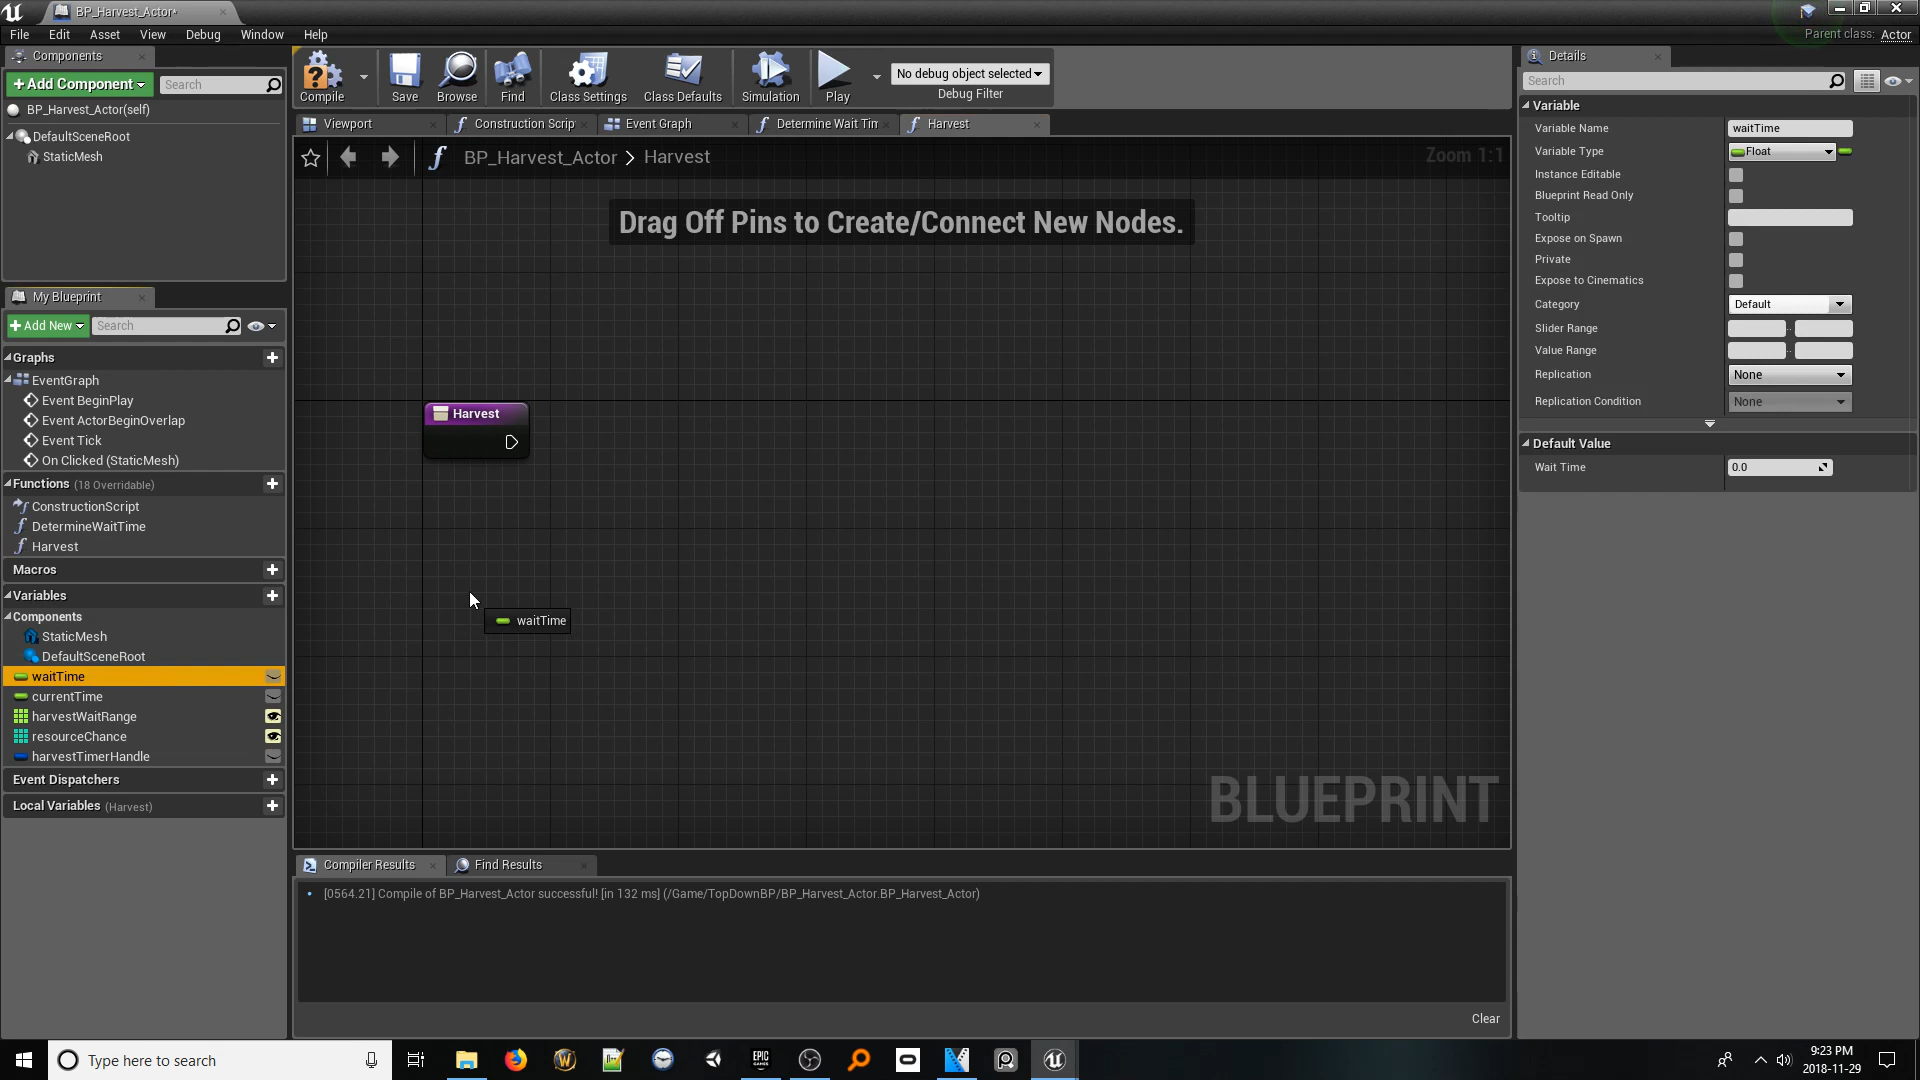 BP_Harvest_Actor*
File Edit Asset View Debug Window Help
Parent class: Actor
Components
+Add Component
Search
BP_Harvest_Actor(self)
DefaultSceneRoot
StaticMesh
My Blueprint
+Add New
Search
Graphs
EventGraph
Event BeginPlay
Event ActorBeginOverlap
Event Tick
On Clicked (StaticMesh)
Functions (18 Overridable)
ConstructionScript
DetermineWaitTime
Harvest
Macros
Variables
Components
StaticMesh
DefaultSceneRoot
waitTime
currentTime
harvestWaitRange
resourceChance
harvestTimerHandle
Event Dispatchers
Local Variables (Harvest)
Compile
Save
Browse
Find
Class Settings
Class Defaults
Simulation
Play
No debug object selected
Debug Filter
Viewport
Construction Scrip
Event Graph
Determine Wait Tim
Harvest
BP_Harvest_Actor > Harvest
Zoom 1:1
Drag Off Pins to Create/Connect New Nodes.
Harvest
waitTime
BLUEPRINT
Compiler Results
Find Results
[0564.21] Compile of BP_Harvest_Actor successful! [in 132 ms] (/Game/TopDownBP/BP_Harvest_Actor.BP_Harvest_Actor)
Clear
Details
Search
Variable
Variable Name waitTime
Variable Type Float
Instance Editable
Blueprint Read Only
Tooltip
Expose on Spawn
Private
Expose to Cinematics
Category Default
Slider Range
Value Range
Replication None
Replication Condition None
Default Value
Wait Time 0.0
Type here to search
EPIC GAMES
9:23 PM
2018-11-29